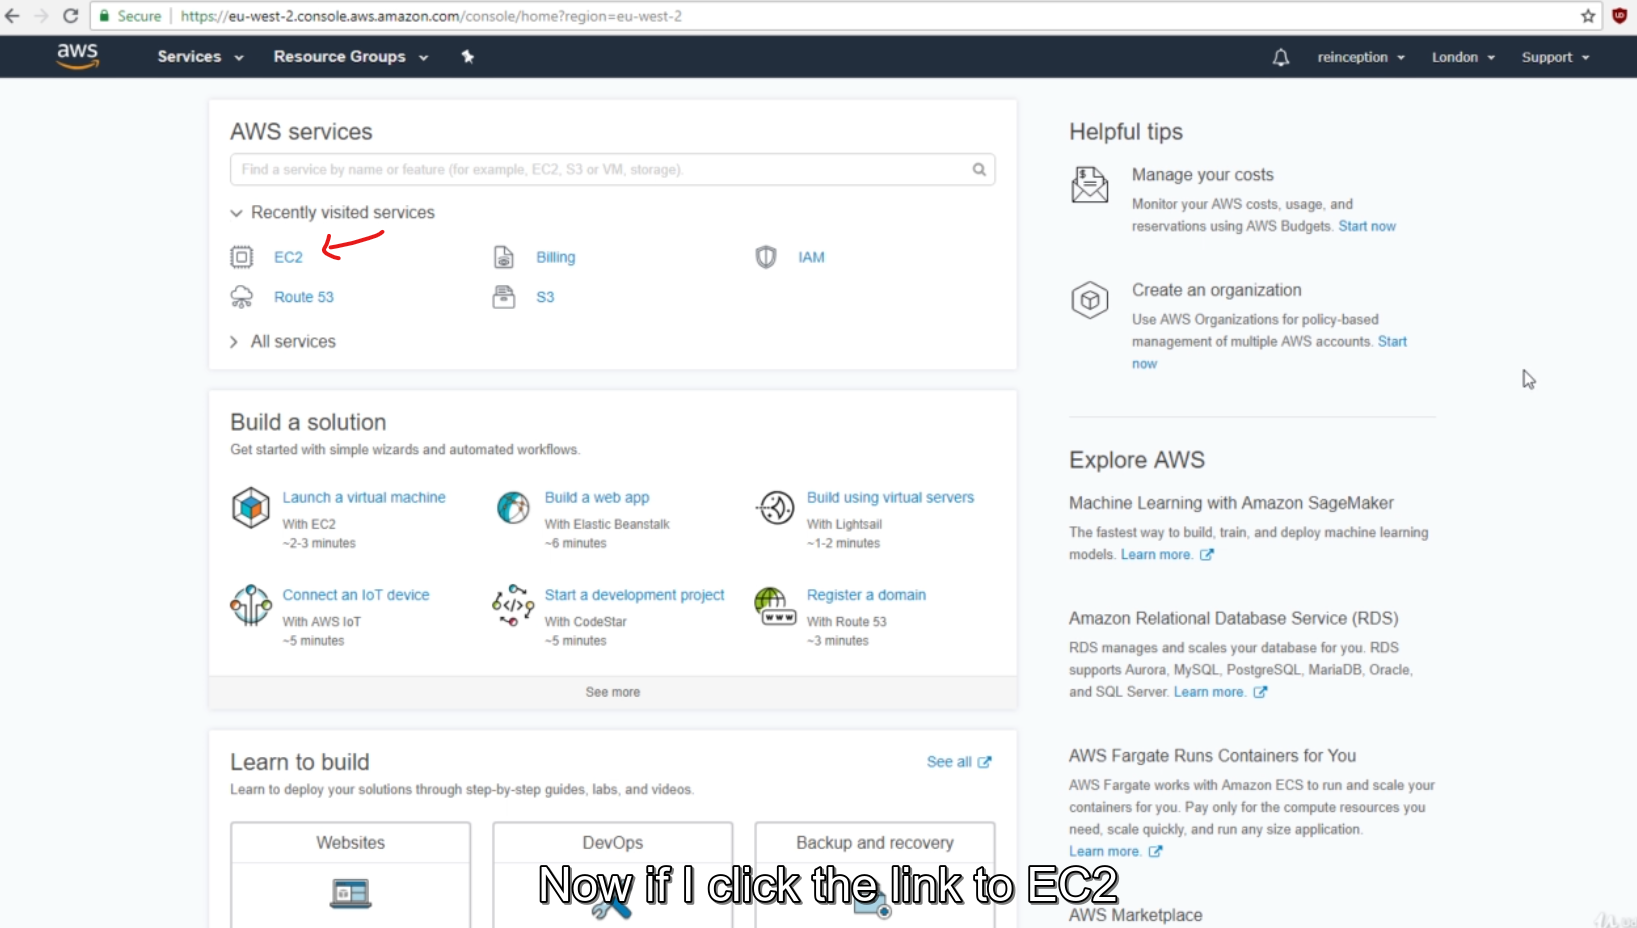 Secure | https://eu-west-2.console.aws.amazon.com/console/home?region=eu-west-2
aws Services Resource Groups reinception London Support
AWS services
Find a service by name or feature (for example, EC2, S3 or VM, storage).
Recently visited services
EC2 Billing IAM
Route 53 S3
All services
Build a solution
Get started with simple wizards and automated workflows.
Launch a virtual machine
With EC2
~2-3 minutes
Build a web app
With Elastic Beanstalk
~6 minutes
Build using virtual servers
With Lightsail
~1-2 minutes
Connect an IoT device
With AWS IoT
~5 minutes
Start a development project
With CodeStar
~5 minutes
Register a domain
With Route 53
~3 minutes
See more
Learn to build
See all
Learn to deploy your solutions through step-by-step guides, labs, and videos.
Websites
DevOps
Backup and recovery
Helpful tips
Manage your costs
Monitor your AWS costs, usage, and
reservations using AWS Budgets. Start now
Create an organization
Use AWS Organizations for policy-based
management of multiple AWS accounts. Start
now
Explore AWS
Machine Learning with Amazon SageMaker
The fastest way to build, train, and deploy machine learning
models. Learn more.
Amazon Relational Database Service (RDS)
RDS manages and scales your database for you. RDS
supports Aurora, MySQL, PostgreSQL, MariaDB, Oracle,
and SQL Server. Learn more.
AWS Fargate Runs Containers for You
AWS Fargate works with Amazon ECS to run and scale your
containers for you. Pay only for the compute resources you
need, scale quickly, and run any size application.
Learn more.
AWS Marketplace
Now if I click the link to EC2